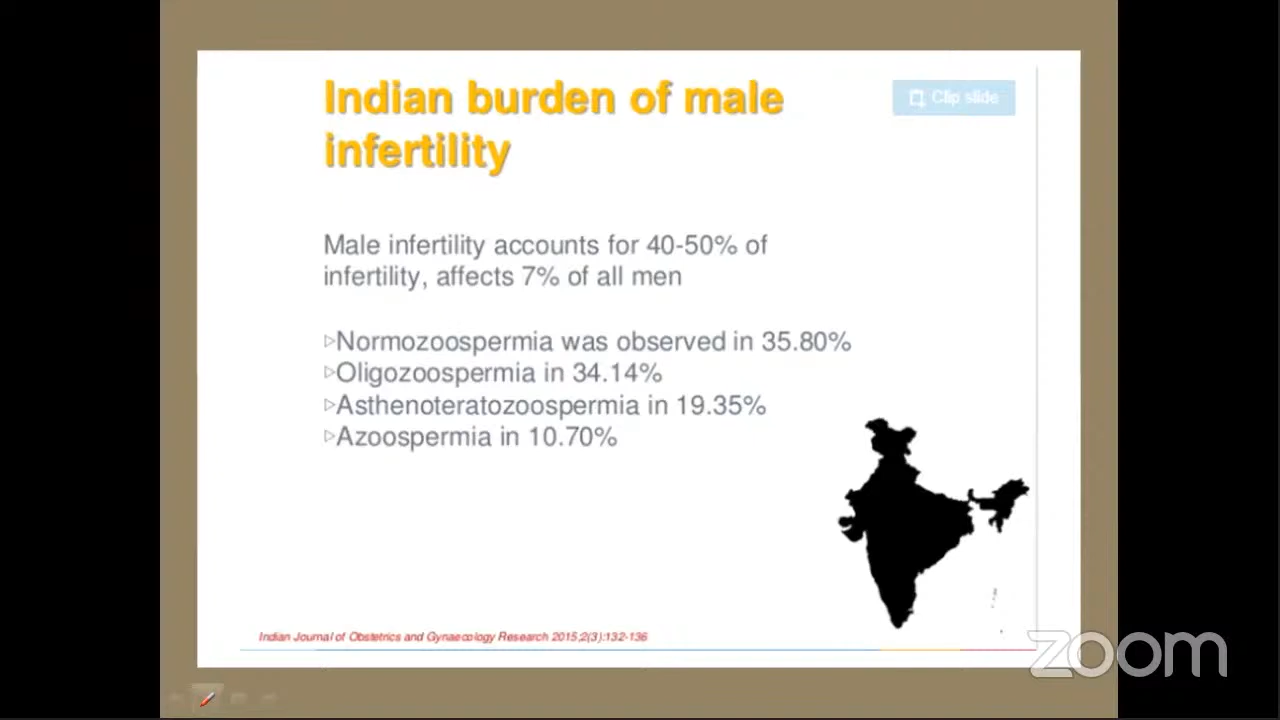 Indian burden of male
infertility
Clip slide
Male infertility accounts for 40-50% of
infertility, affects 7% of all men
▷Normozoospermia was observed in 35.80%
▷Oligozoospermia in 34.14%
▷Asthenoteratozoospermia in 19.35%
▷Azoospermia in 10.70%
Indian Journal of Obstetrics and Gynaecology Research 2015,2(3):132-136
zoom